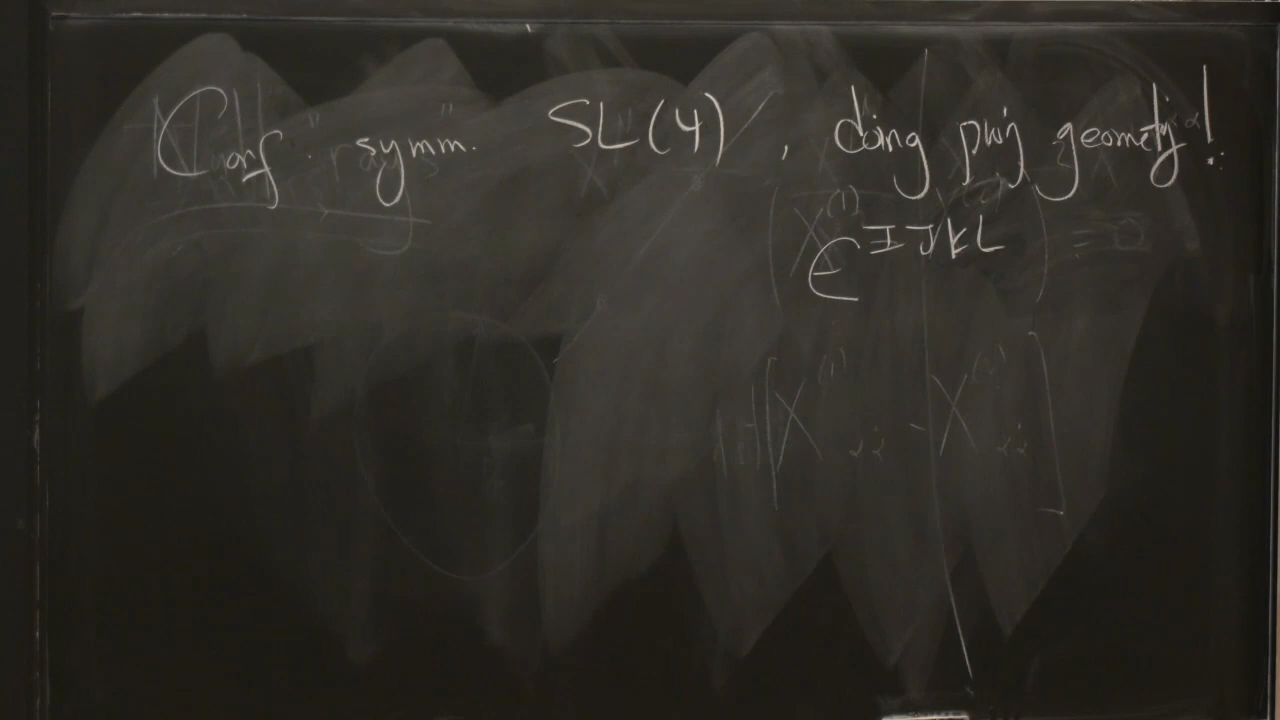 Conf. symm. SL(4), doing proj geometry!
ϵ^{IJKL}